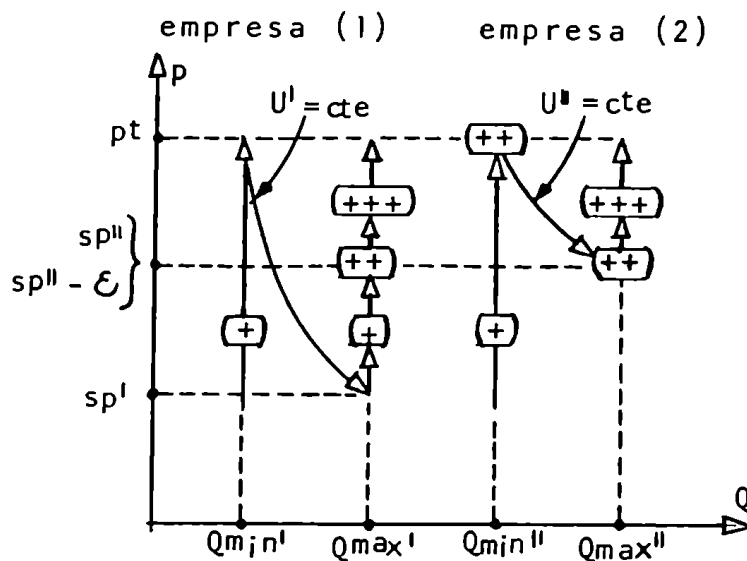 empresa (1) empresa (2)
p
U' = cte U" = cte
pt (++)
(+++) (+++)
sp"
(++) (++)
sp" - ε
(+) (+) (+)
sp'
Q
Qmin' Qmax' Qmin" Qmax"